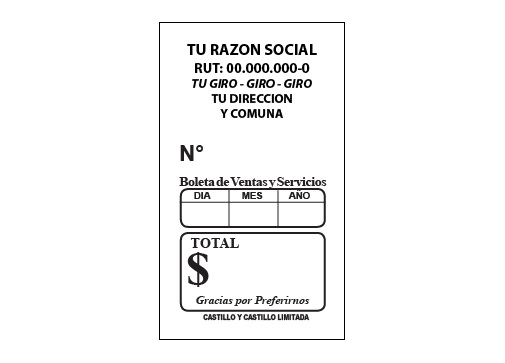 TU RAZON SOCIAL
RUT: 00.000.000-0
TU GIRO - GIRO - GIRO
TU DIRECCION
Y COMUNA
N°
Boleta de Ventas y Servicios
DIA MES AÑO
TOTAL
$
Gracias por Preferirnos
CASTILLO Y CASTILLO LIMITADA